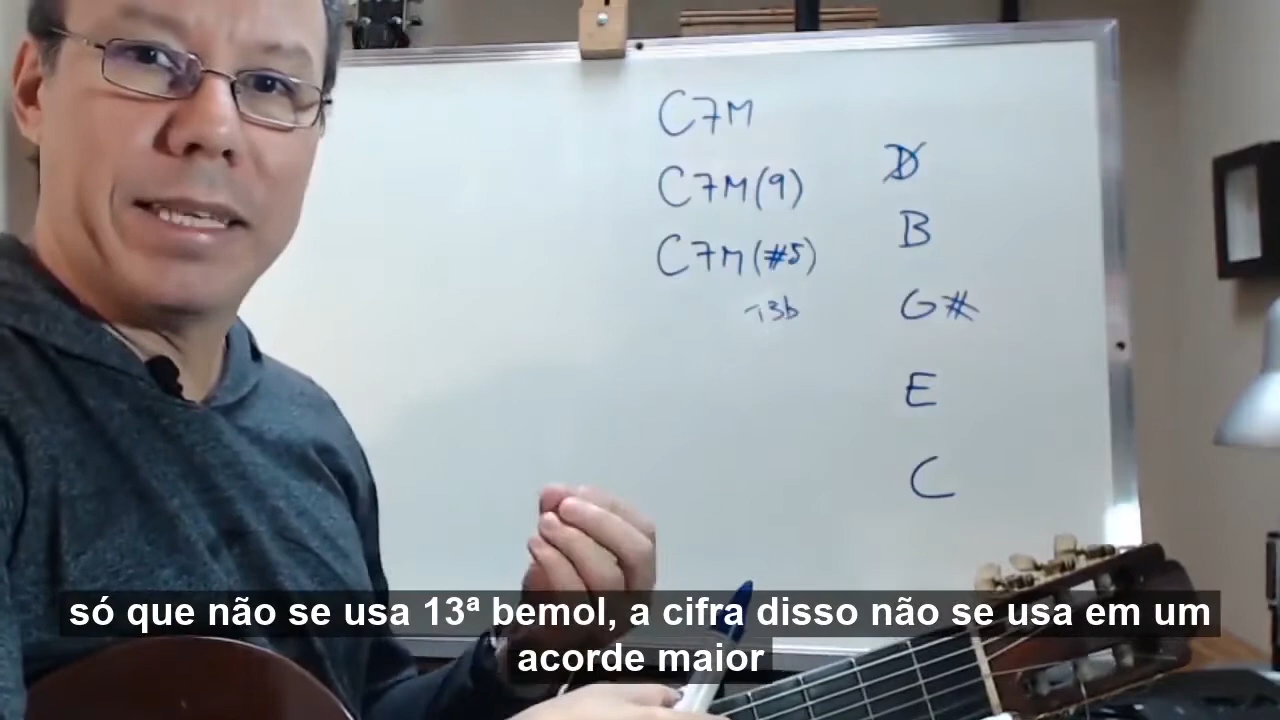 C7M
C7M(9)
C7M(#5)
13b
D
B
G#
E
C
só que não se usa 13ª bemol, a cifra disso não se usa em um
acorde maior